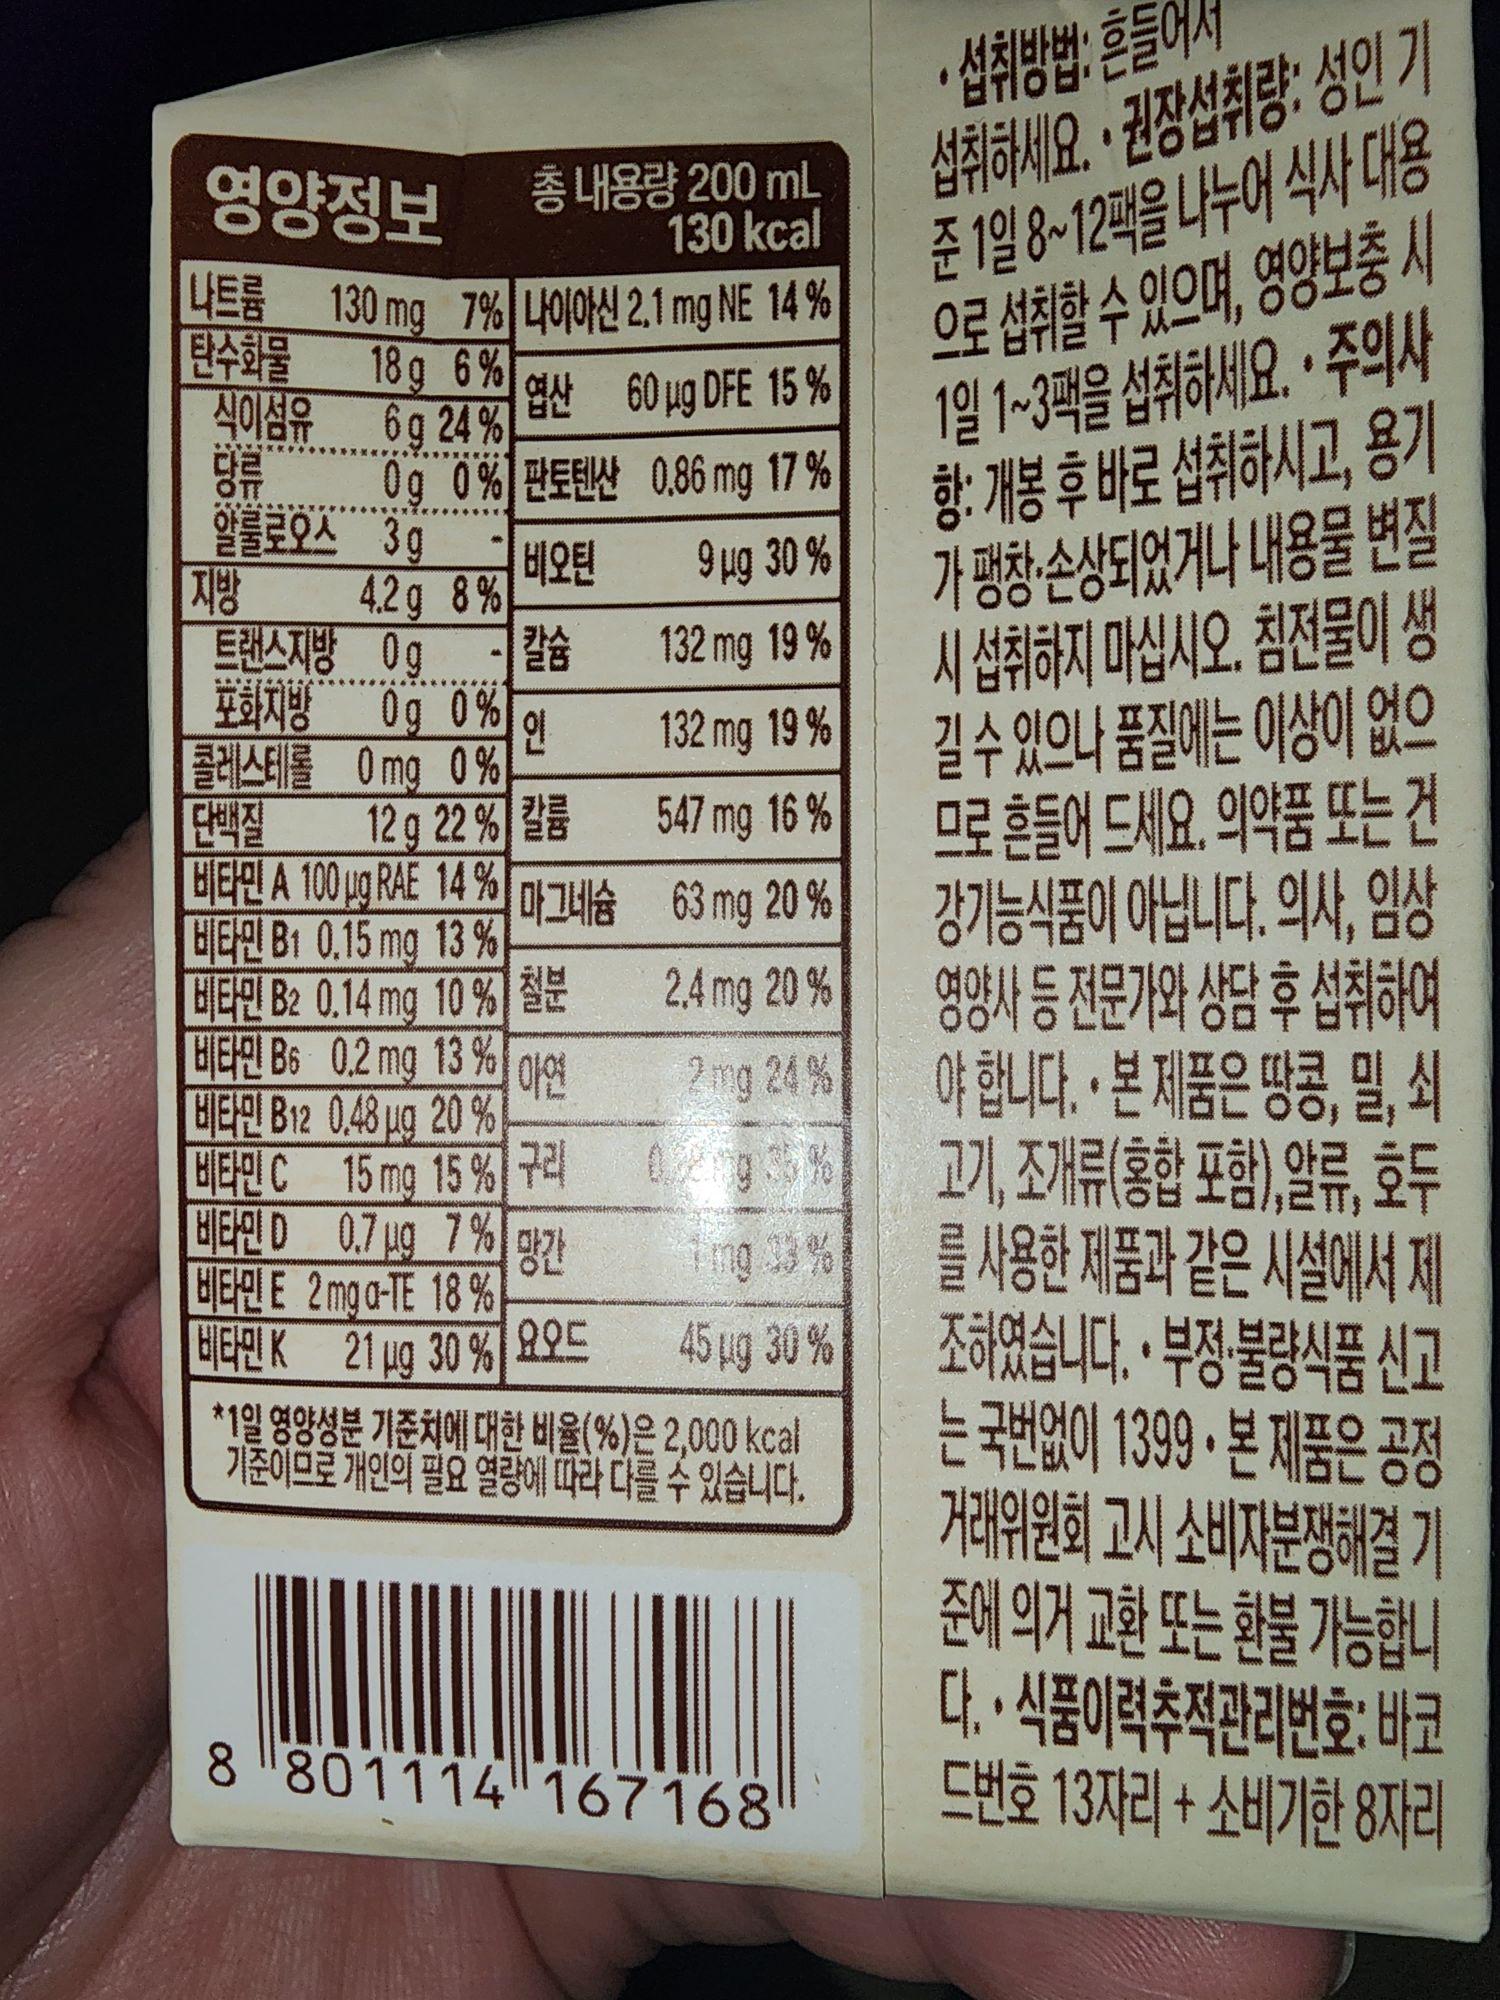 영양정보
총 내용량 200 mL
130 kcal
나트륨 130 mg 7%
탄수화물 18 g 6 %
식이섬유 6 g 24 %
당류 0 g 0 %
알룰로오스 3 g -
지방 4.2 g 8 %
트랜스지방 0 g -
포화지방 0 g 0 %
콜레스테롤 0 mg 0 %
단백질 12 g 22 %
비타민 A 100 μg RAE 14 %
비타민 B1 0.15 mg 13 %
비타민 B2 0.14 mg 10 %
비타민 B6 0.2 mg 13 %
비타민 B12 0.48 μg 20 %
비타민 C 15 mg 15 %
비타민 D 0.7 μg 7 %
비타민 E 2 mg α-TE 18 %
비타민 K 21 μg 30 %
나이아신 2.1 mg NE 14 %
엽산 60 μg DFE 15 %
판토텐산 0.86 mg 17 %
비오틴 9 μg 30 %
칼슘 132 mg 19 %
인 132 mg 19 %
칼륨 547 mg 16 %
마그네슘 63 mg 20 %
철분 2.4 mg 20 %
아연 2 mg 24 %
구리 mg 35 %
망간 1 mg 33 %
요오드 45 μg 30 %
*1일 영양성분 기준치에 대한 비율(%)은 2,000 kcal
기준이므로 개인의 필요 열량에 따라 다를 수 있습니다.
8 801114 167168
• 섭취방법: 흔들어서
섭취하세요. • 권장섭취량: 성인 기
준 1일 8~12팩을 나누어 식사 대용
으로 섭취할 수 있으며, 영양보충 시
1일 1~3팩을 섭취하세요. • 주의사
항: 개봉 후 바로 섭취하시고, 용기
가 팽창·손상되었거나 내용물 변질
시 섭취하지 마십시오. 침전물이 생
길 수 있으나 품질에는 이상이 없으
므로 흔들어 드세요. 의약품 또는 건
강기능식품이 아닙니다. 의사, 임상
영양사 등 전문가와 상담 후 섭취하여
야 합니다. • 본 제품은 땅콩, 밀, 쇠
고기, 조개류(홍합 포함), 알류, 호두
를 사용한 제품과 같은 시설에서 제
조하였습니다. • 부정·불량식품 신고
는 국번없이 1399 • 본 제품은 공정
거래위원회 고시 소비자분쟁해결 기
준에 의거 교환 또는 환불 가능합니
다. • 식품이력추적관리번호: 바코
드번호 13자리 + 소비기한 8자리